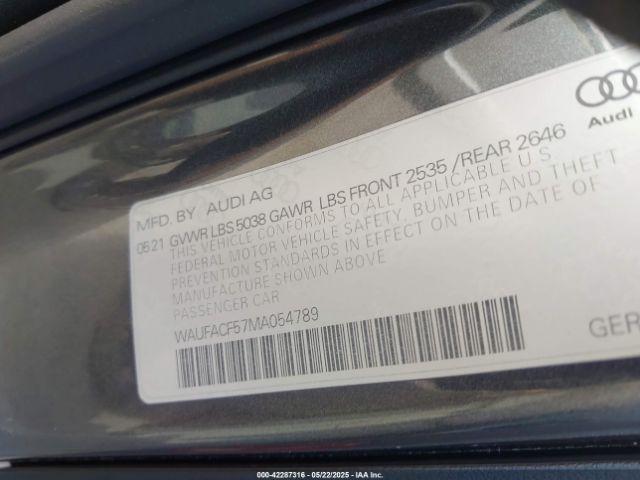 Audi
MFD. BY AUDI AG
05.21 GVWR LBS 5038 GAWR LBS FRONT 2535 /REAR 2646
THIS VEHICLE CONFORMS TO ALL APPLICABLE U S
FEDERAL MOTOR VEHICLE SAFETY, BUMPER AND THEFT
PREVENTION STANDARDS IN EFFECT ON THE DATE OF
MANUFACTURE SHOWN ABOVE
PASSENGER CAR
WAUFACF57MA054789
GER
000-42287316 - 05/22/2025 - IAA Inc.